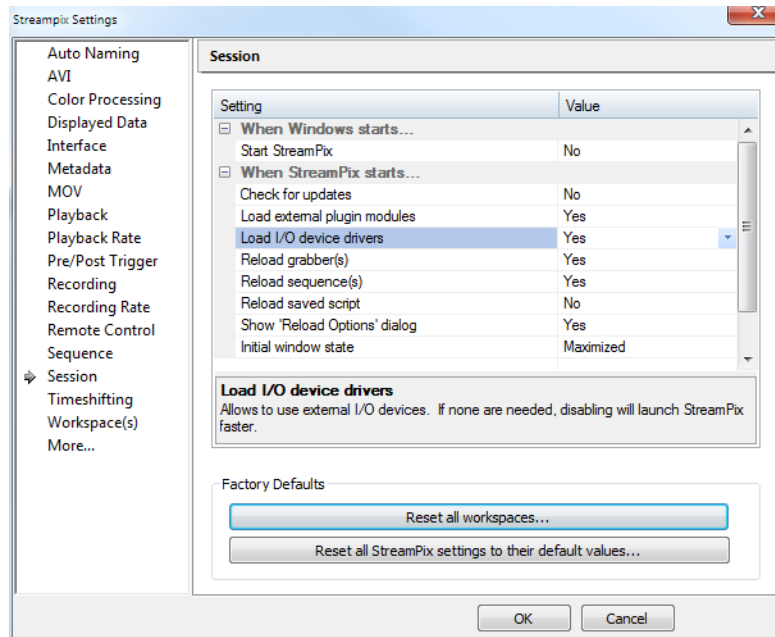 Streampix Settings
Auto Naming
AVI
Color Processing
Displayed Data
Interface
Metadata
MOV
Playback
Playback Rate
Pre/Post Trigger
Recording
Recording Rate
Remote Control
Sequence
Session
Timeshifting
Workspace(s)
More...
Session
Setting Value
When Windows starts...
Start StreamPix No
When StreamPix starts...
Check for updates No
Load external plugin modules Yes
Load I/O device drivers Yes
Reload grabber(s) Yes
Reload sequence(s) Yes
Reload saved script No
Show 'Reload Options' dialog Yes
Initial window state Maximized
Load I/O device drivers
Allows to use external I/O devices. If none are needed, disabling will launch StreamPix
faster.
Factory Defaults
Reset all workspaces...
Reset all StreamPix settings to their default values...
OK Cancel